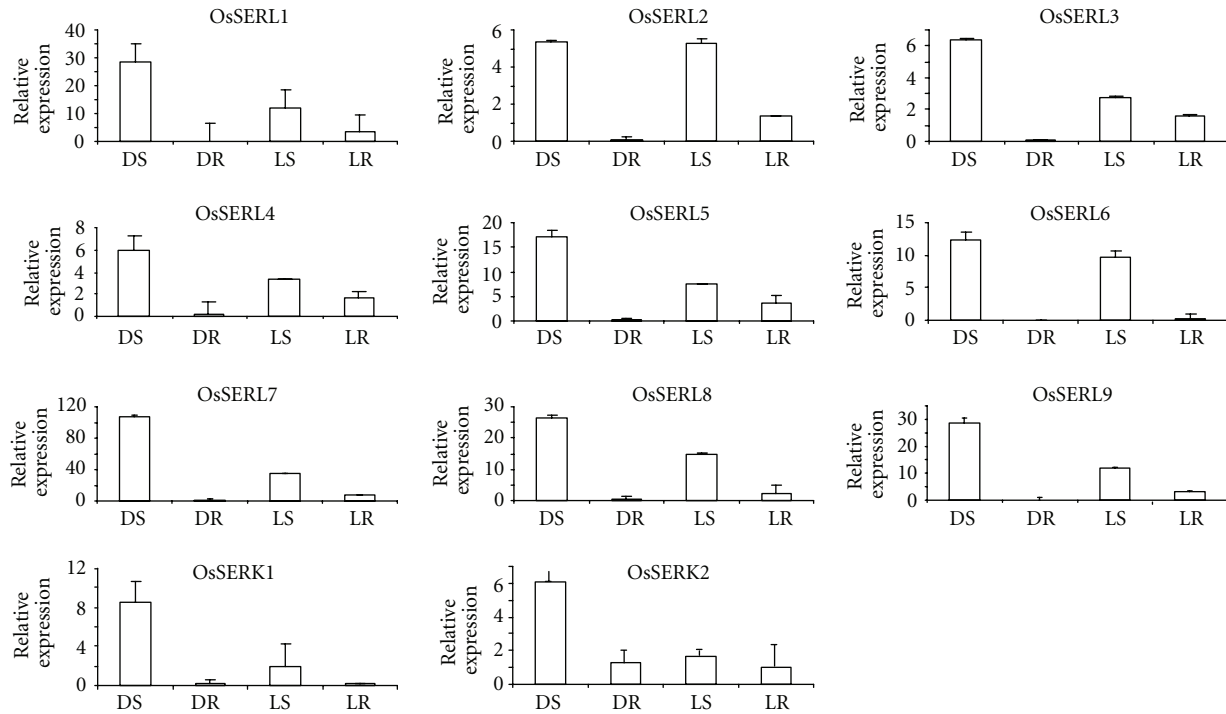 OsSERL1
Relative
expression
40
30
20
10
0
DS DR LS LR
OsSERL2
Relative
expression
6
4
2
0
DS DR LS LR
OsSERL3
Relative
expression
6
4
2
0
DS DR LS LR
OsSERL4
Relative
expression
8
6
4
2
0
DS DR LS LR
OsSERL5
Relative
expression
20
15
10
5
0
DS DR LS LR
OsSERL6
Relative
expression
15
10
5
0
DS DR LS LR
OsSERL7
Relative
expression
120
80
40
0
DS DR LS LR
OsSERL8
Relative
expression
30
20
10
0
DS DR LS LR
OsSERL9
Relative
expression
30
20
10
0
DS DR LS LR
OsSERK1
Relative
expression
12
8
4
0
DS DR LS LR
OsSERK2
Relative
expression
6
4
2
0
DS DR LS LR